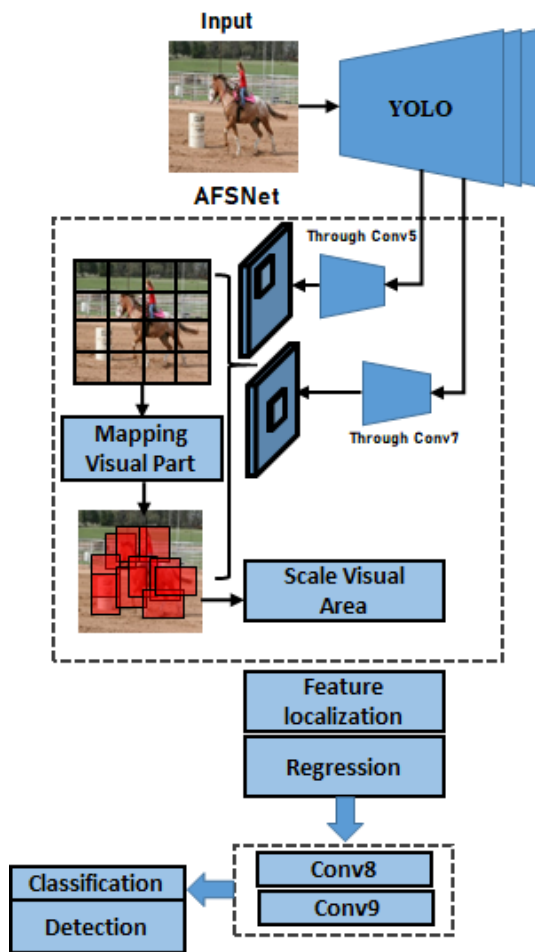 Input
YOLO
AFSNet
Through Conv5
Through Conv7
Mapping
Visual Part
Scale Visual
Area
Feature
localization
Regression
Conv8
Conv9
Classification
Detection